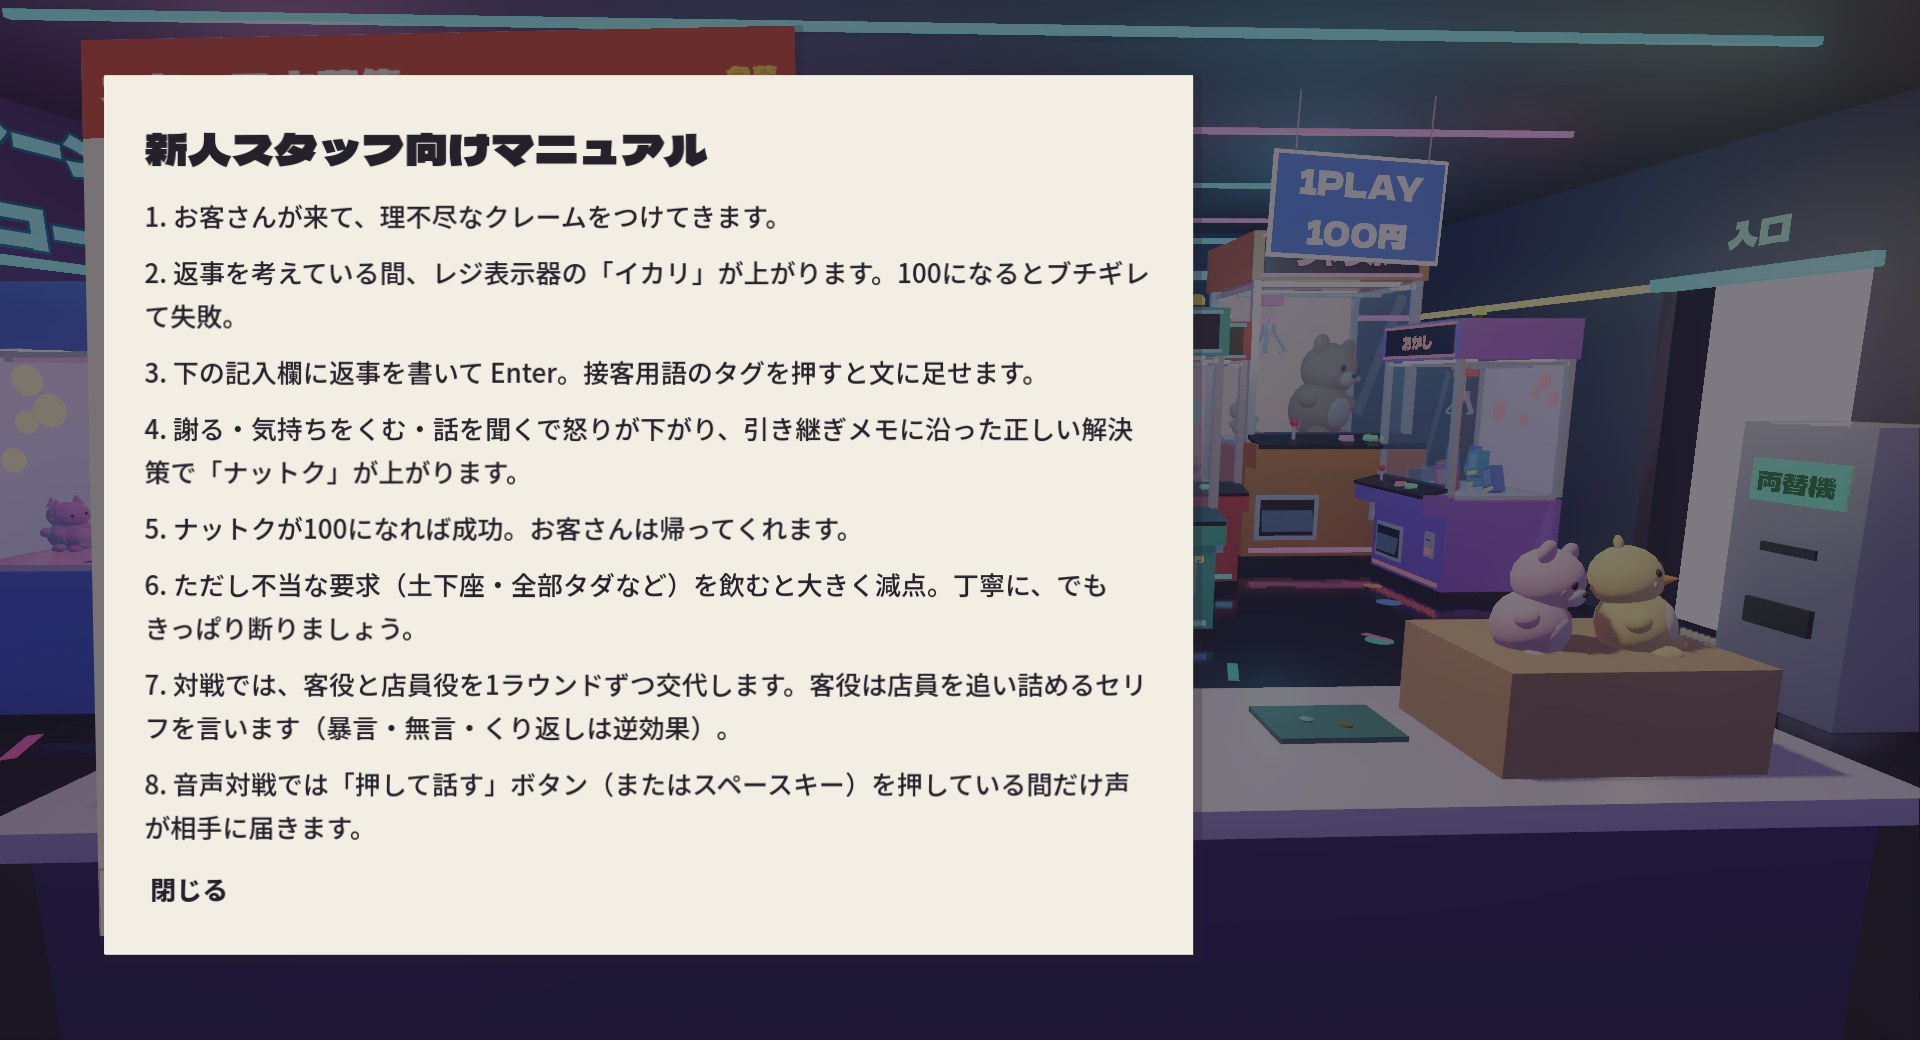 新人スタッフ向けマニュアル
1. お客さんが来て、理不尽なクレームをつけてきます。
2. 返事を考えている間、レジ表示器の「イカリ」が上がります。100になるとブチギレ
て失敗。
3. 下の記入欄に返事を書いて Enter。接客用語のタグを押すと文に足せます。
4. 謝る・気持ちをくむ・話を聞くで怒りが下がり、引き継ぎメモに沿った正しい解決
策で「ナットク」が上がります。
5. ナットクが100になれば成功。お客さんは帰ってくれます。
6. ただし不当な要求（土下座・全部タダなど）を飲むと大きく減点。丁寧に、でも
きっぱり断りましょう。
7. 対戦では、客役と店員役を1ラウンドずつ交代します。客役は店員を追い詰めるセリ
フを言います（暴言・無言・くり返しは逆効果）。
8. 音声対戦では「押して話す」ボタン（またはスペースキー）を押している間だけ声
が相手に届きます。
閉じる
1PLAY
100円
入口
おかし
両替機